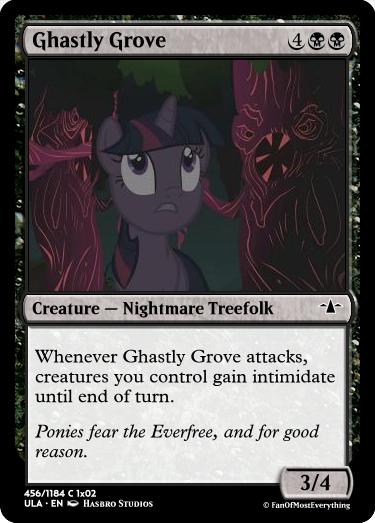 Ghastly Grove 4
Creature — Nightmare Treefolk
Whenever Ghastly Grove attacks,
creatures you control gain intimidate
until end of turn.
Ponies fear the Everfree, and for good
reason.
3/4
456/1184 C 1x02
ULA • EN Hasbro Studios
© FanOfMostEverything